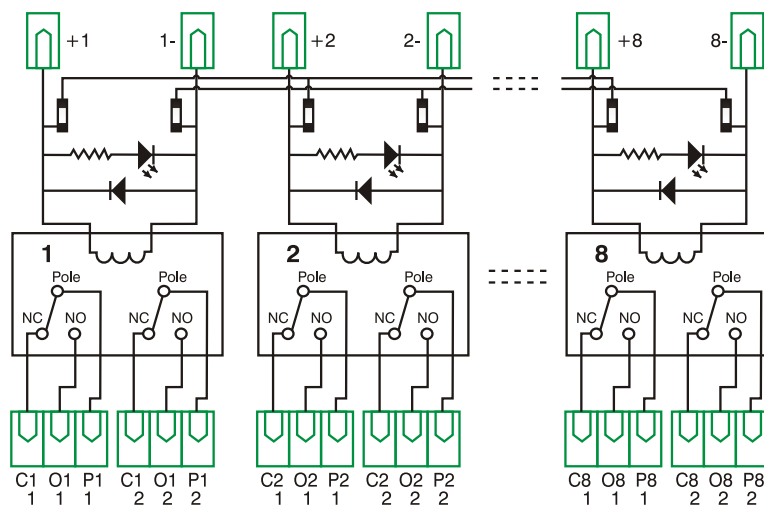 +1 1- +2 2- +8 8-
1 2 8
Pole Pole Pole Pole Pole Pole
NC NO NC NO NC NO NC NO NC NO NC NO
C1 O1 P1 C1 O1 P1 C2 O2 P2 C2 O2 P2 C8 O8 P8 C8 O8 P8
1 1 1 2 2 2 1 1 1 2 2 2 1 1 1 2 2 2